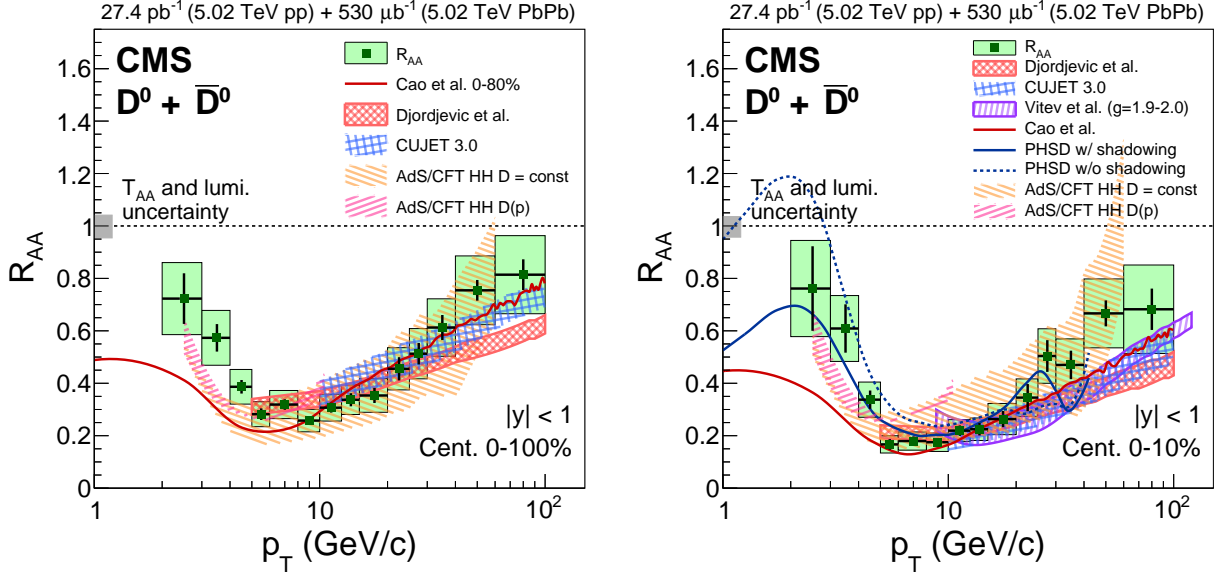 27.4 pb⁻¹ (5.02 TeV pp) + 530 μb⁻¹ (5.02 TeV PbPb)
CMS
D⁰ + D̅⁰
R_AA
Cao et al. 0-80%
Djordjevic et al.
CUJET 3.0
AdS/CFT HH D = const
AdS/CFT HH D(p)
T_AA and lumi.
uncertainty
|y| < 1
Cent. 0-100%
R_AA
1.6
1.4
1.2
1
0.8
0.6
0.4
0.2
0
1
10
10²
p_T (GeV/c)
27.4 pb⁻¹ (5.02 TeV pp) + 530 μb⁻¹ (5.02 TeV PbPb)
CMS
D⁰ + D̅⁰
R_AA
Djordjevic et al.
CUJET 3.0
Vitev et al. (g=1.9-2.0)
Cao et al.
PHSD w/ shadowing
PHSD w/o shadowing
AdS/CFT HH D = const
AdS/CFT HH D(p)
T_AA and lumi.
uncertainty
|y| < 1
Cent. 0-10%
R_AA
1.6
1.4
1.2
1
0.8
0.6
0.4
0.2
0
1
10
10²
p_T (GeV/c)